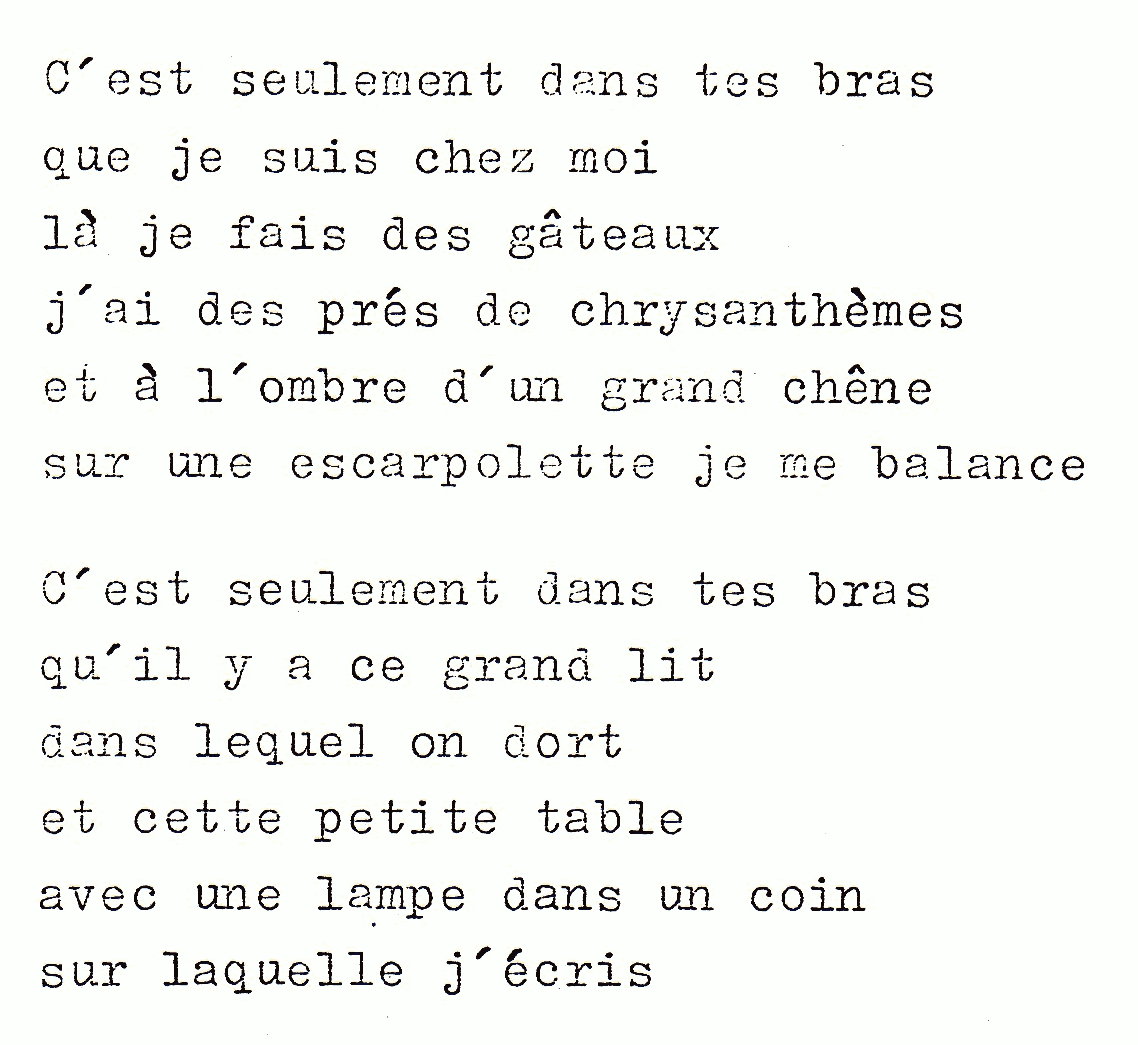 C'est seulement dans tes bras
que je suis chez moi
là je fais des gâteaux
j'ai des prés de chrysanthèmes
et à l'ombre d'un grand chêne
sur une escarpolette je me balance
C'est seulement dans tes bras
qu'il y a ce grand lit
dans lequel on dort
et cette petite table
avec une lampe dans un coin
sur laquelle j'écris